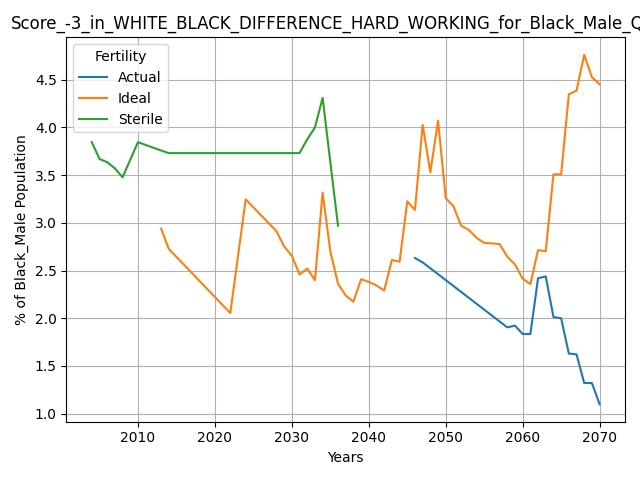 Score_-3_in_WHITE_BLACK_DIFFERENCE_HARD_WORKING_for_Black_Male_Q
Fertility
Actual
Ideal
Sterile
% of Black_Male Population
4.5
4.0
3.5
3.0
2.5
2.0
1.5
1.0
2010 2020 2030 2040 2050 2060 2070
Years